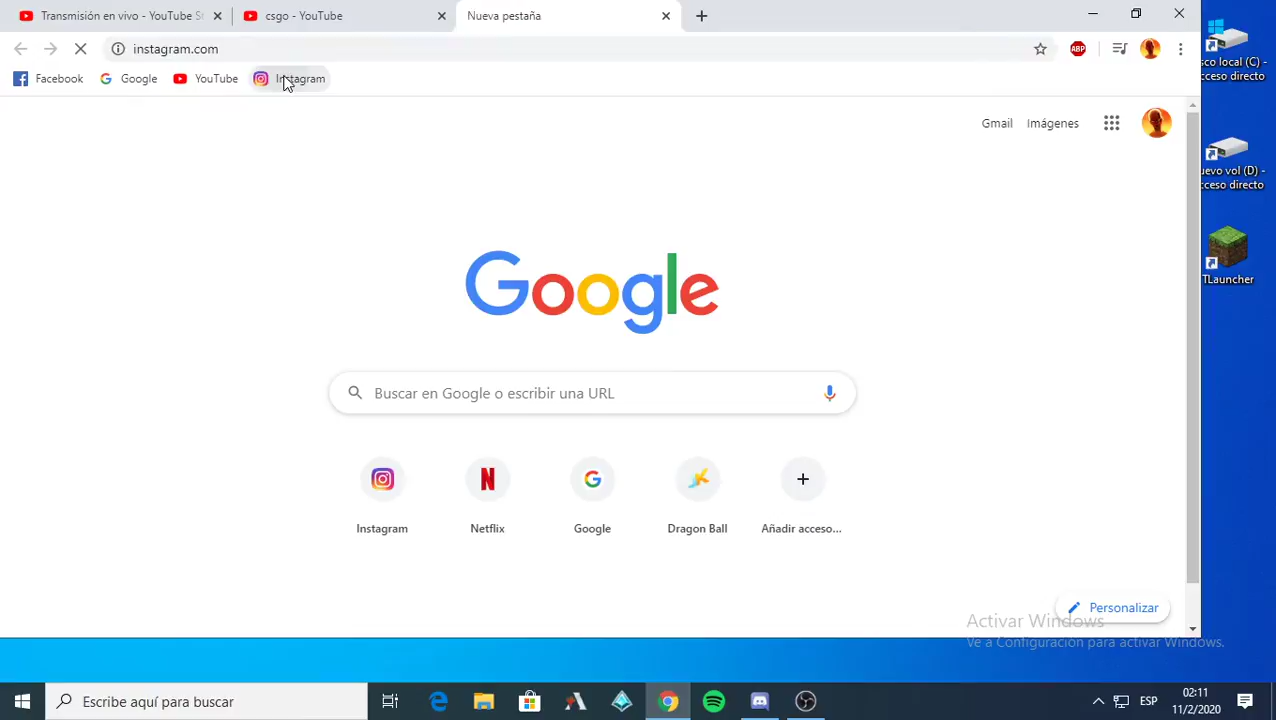 Transmisión en vivo - YouTube St
csgo - YouTube
Nueva pestaña
instagram.com
ABP
Facebook
Google
YouTube
Instagram
Gmail
Imágenes
Google
Buscar en Google o escribir una URL
Instagram
Netflix
Google
Dragon Ball
Añadir acceso...
Personalizar
Activar Windows
Ve a Configuración para activar Windows.
sco local (C) -
cceso directo
uevo vol (D) -
cceso directo
TLauncher
Escribe aquí para buscar
ESP
02:11
11/2/2020